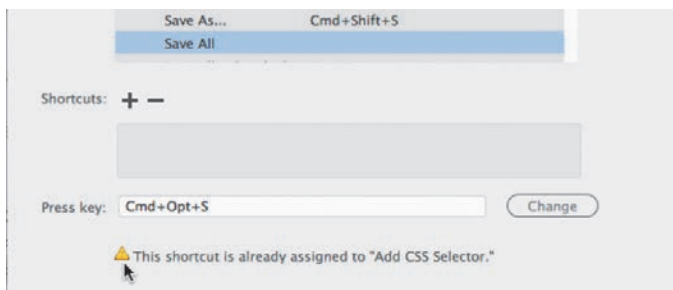 Save As... Cmd+Shift+S
Save All
Shortcuts: + −
Press key: Cmd+Opt+S Change
This shortcut is already assigned to "Add CSS Selector."